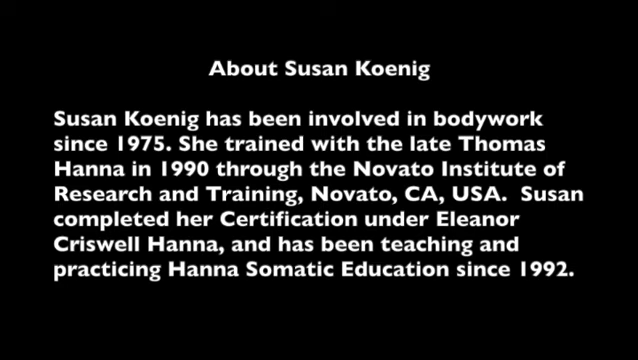 About Susan Koenig
Susan Koenig has been involved in bodywork
since 1975. She trained with the late Thomas
Hanna in 1990 through the Novato Institute of
Research and Training, Novato, CA, USA.  Susan
completed her Certification under Eleanor
Criswell Hanna, and has been teaching and
practicing Hanna Somatic Education since 1992.